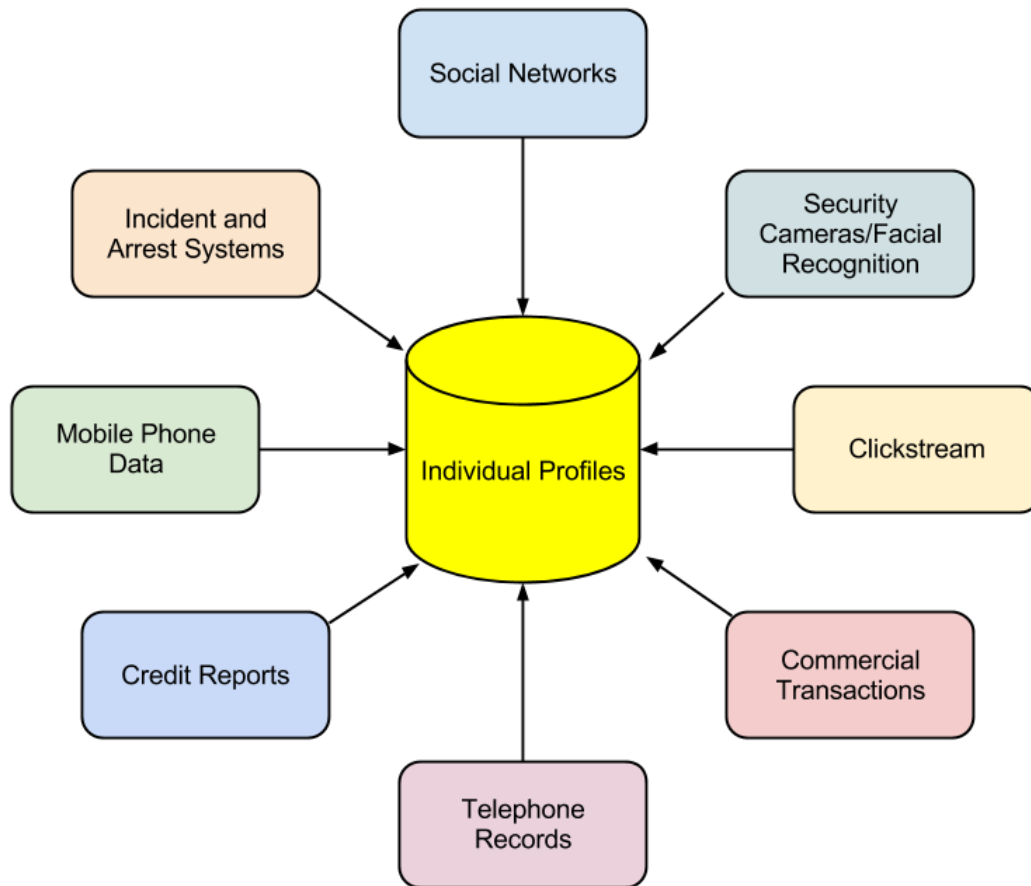 Social Networks
Incident and
Arrest Systems
Security
Cameras/Facial
Recognition
Mobile Phone
Data
Individual Profiles
Clickstream
Credit Reports
Commercial
Transactions
Telephone
Records